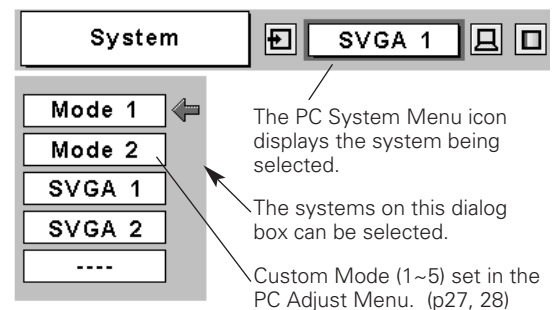 System
SVGA 1
Mode 1
Mode 2
SVGA 1
SVGA 2
----
The PC System Menu icon
displays the system being
selected.
The systems on this dialog
box can be selected.
Custom Mode (1~5) set in the
PC Adjust Menu. (p27, 28)